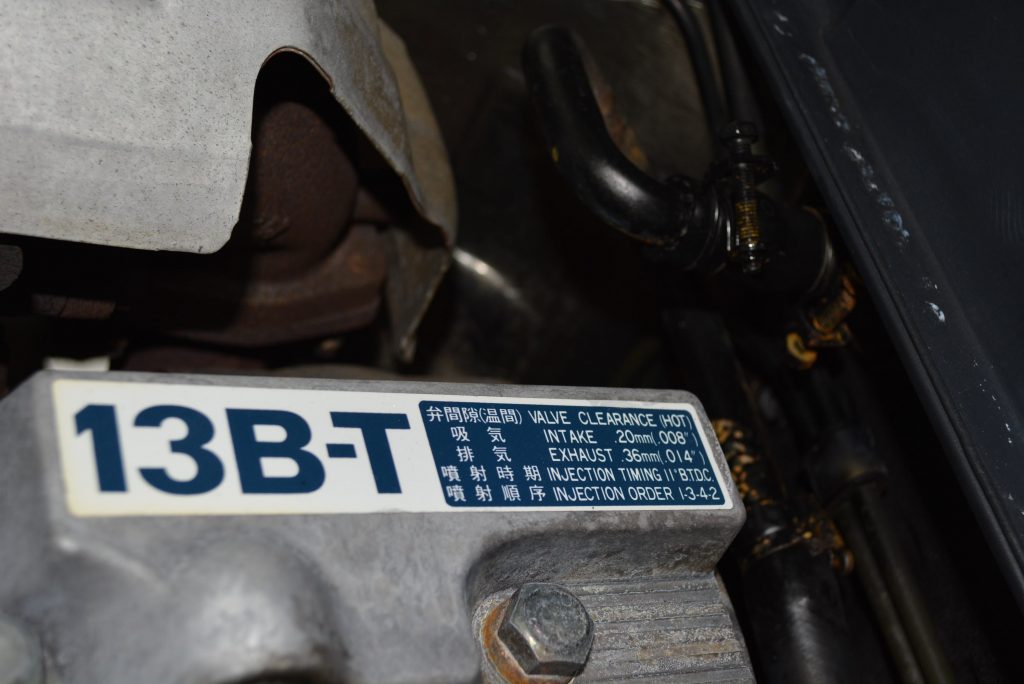 13B-T
弁間隙(温間) VALVE CLEARANCE (HOT)
吸気 INTAKE .20mm(.008")
排気 EXHAUST .36mm(.014")
噴射時期 INJECTION TIMING 11°B.T.D.C.
噴射順序 INJECTION ORDER 1-3-4-2